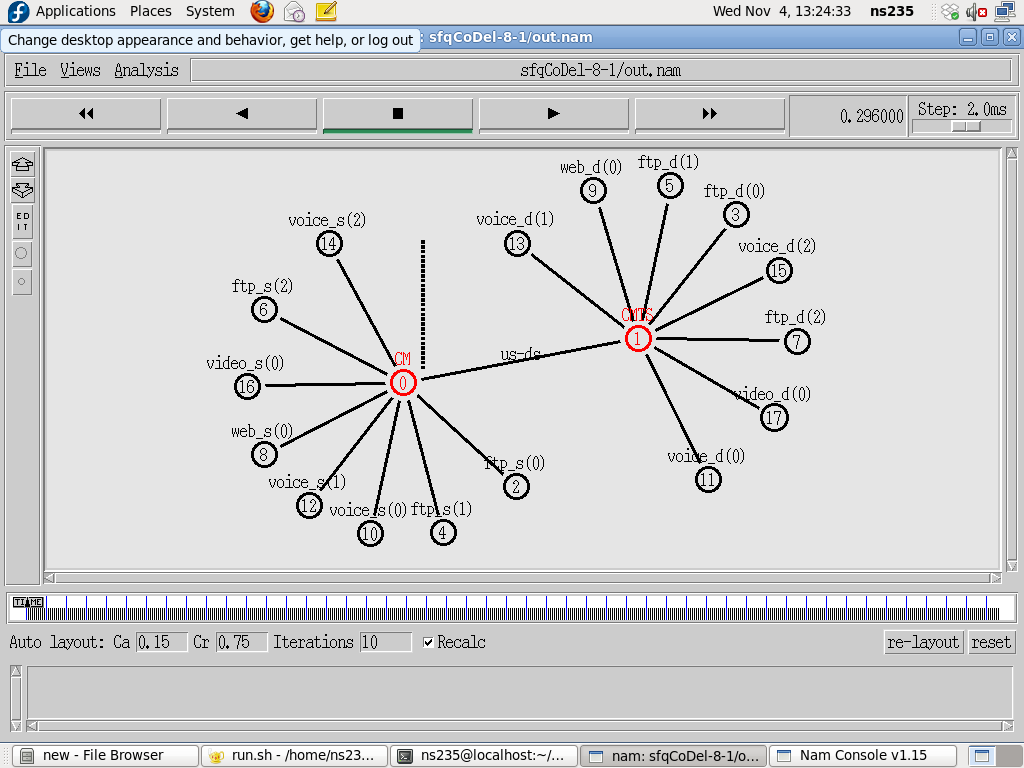 Applications Places System Wed Nov 4, 13:24:33 ns235
Change desktop appearance and behavior, get help, or log out : sfqCoDel-8-1/out.nam
File Views Analysis sfqCoDel-8-1/out.nam
0.296000 Step: 2.0ms
ED
IT
web_d(0) ftp_d(1)
9 5
ftp_d(0)
3
voice_s(2) voice_d(1)
14 13
voice_d(2)
15
ftp_s(2)
6
CMTS ftp_d(2)
1 7
us-ds
video_s(0) CM
16 0
video_d(0)
17
web_s(0)
8
voice_d(0)
11
ftp_s(0)
2
voice_s(1)
12
voice_s(0) ftp_s(1)
10 4
TIME
Auto layout: Ca 0.15 Cr 0.75 Iterations 10 Recalc re-layout reset
new - File Browser run.sh - /home/ns23... ns235@localhost:~/... nam: sfqCoDel-8-1/o... Nam Console v1.15